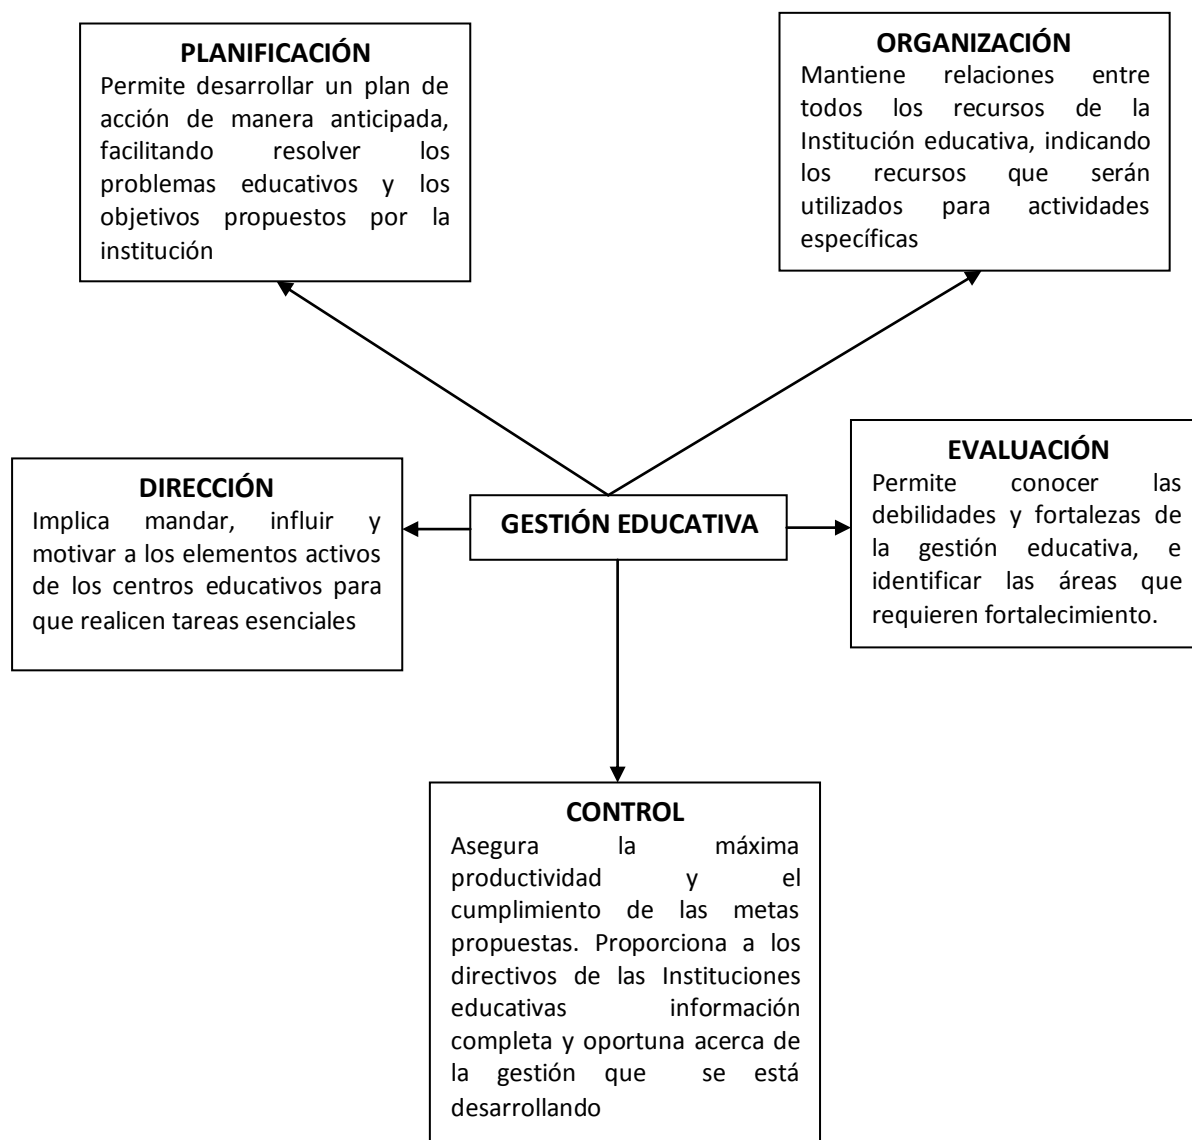 PLANIFICACIÓN
Permite desarrollar un plan de
acción de manera anticipada,
facilitando resolver los
problemas educativos y los
objetivos propuestos por la
institución
ORGANIZACIÓN
Mantiene relaciones entre
todos los recursos de la
Institución educativa, indicando
los recursos que serán
utilizados para actividades
específicas
DIRECCIÓN
Implica mandar, influir y
motivar a los elementos activos
de los centros educativos para
que realicen tareas esenciales
GESTIÓN EDUCATIVA
EVALUACIÓN
Permite conocer las
debilidades y fortalezas de
la gestión educativa, e
identificar las áreas que
requieren fortalecimiento.
CONTROL
Asegura la máxima
productividad y el
cumplimiento de las metas
propuestas. Proporciona a los
directivos de las Instituciones
educativas información
completa y oportuna acerca de
la gestión que se está
desarrollando